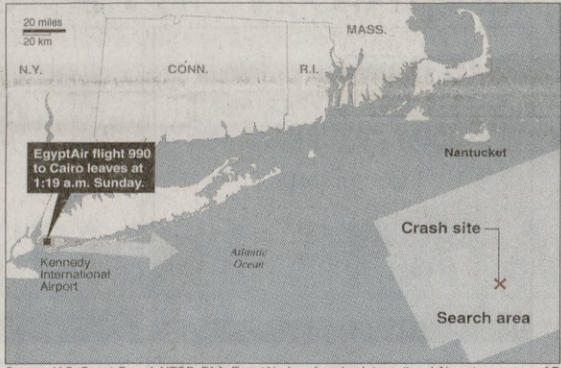 20 miles
20 km
MASS.
N.Y.
CONN.
R.I.
EgyptAir flight 990
to Cairo leaves at
1:19 a.m. Sunday.
Nantucket
Kennedy
International
Airport
Atlantic
Ocean
Crash site
Search area